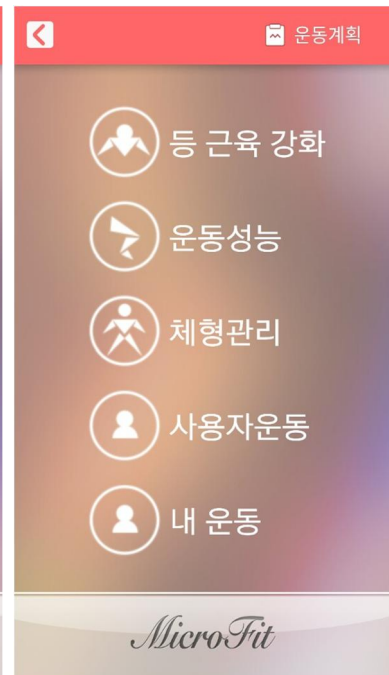 운동계획
등 근육 강화
운동성능
체형관리
사용자운동
내 운동
MicroFit